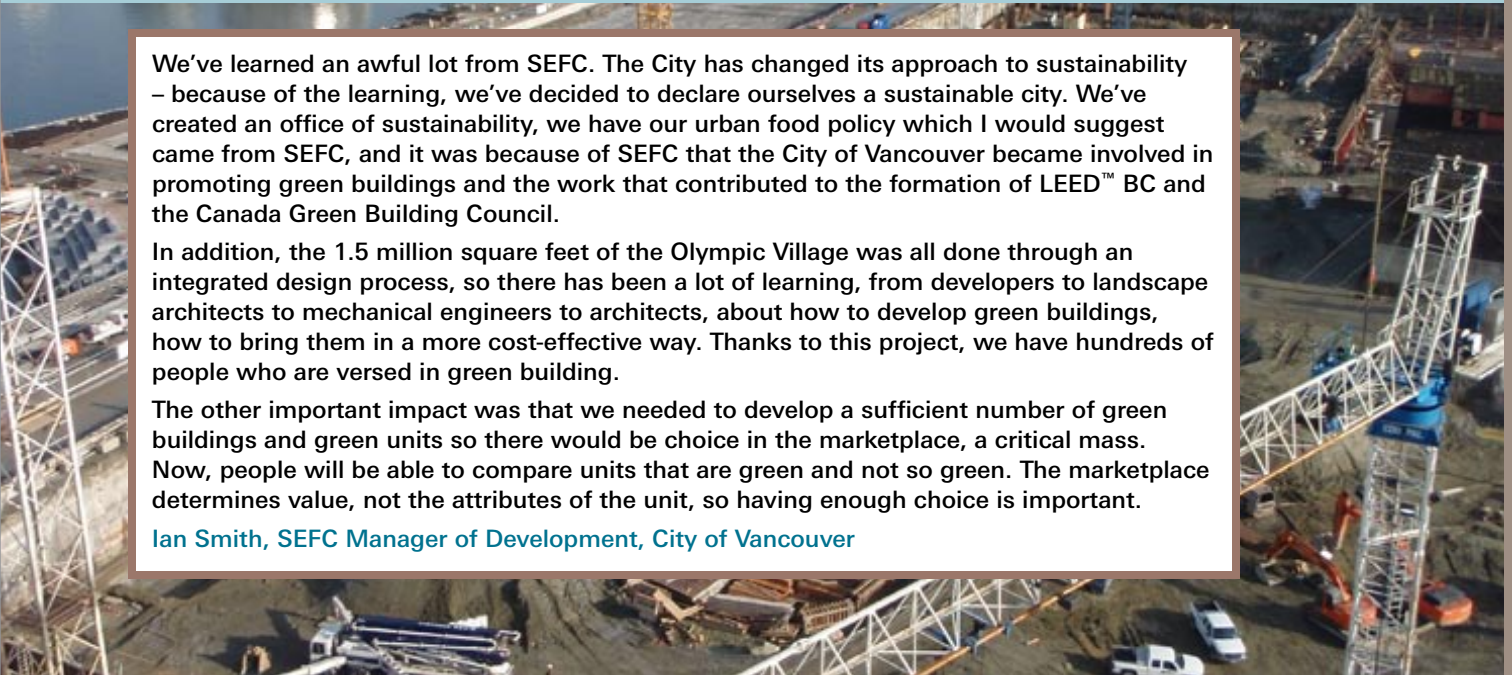 We've learned an awful lot from SEFC. The City has changed its approach to sustainability
– because of the learning, we've decided to declare ourselves a sustainable city. We've
created an office of sustainability, we have our urban food policy which I would suggest
came from SEFC, and it was because of SEFC that the City of Vancouver became involved in
promoting green buildings and the work that contributed to the formation of LEED™ BC and
the Canada Green Building Council.
In addition, the 1.5 million square feet of the Olympic Village was all done through an
integrated design process, so there has been a lot of learning, from developers to landscape
architects to mechanical engineers to architects, about how to develop green buildings,
how to bring them in a more cost-effective way. Thanks to this project, we have hundreds of
people who are versed in green building.
The other important impact was that we needed to develop a sufficient number of green
buildings and green units so there would be choice in the marketplace, a critical mass.
Now, people will be able to compare units that are green and not so green. The marketplace
determines value, not the attributes of the unit, so having enough choice is important.
Ian Smith, SEFC Manager of Development, City of Vancouver